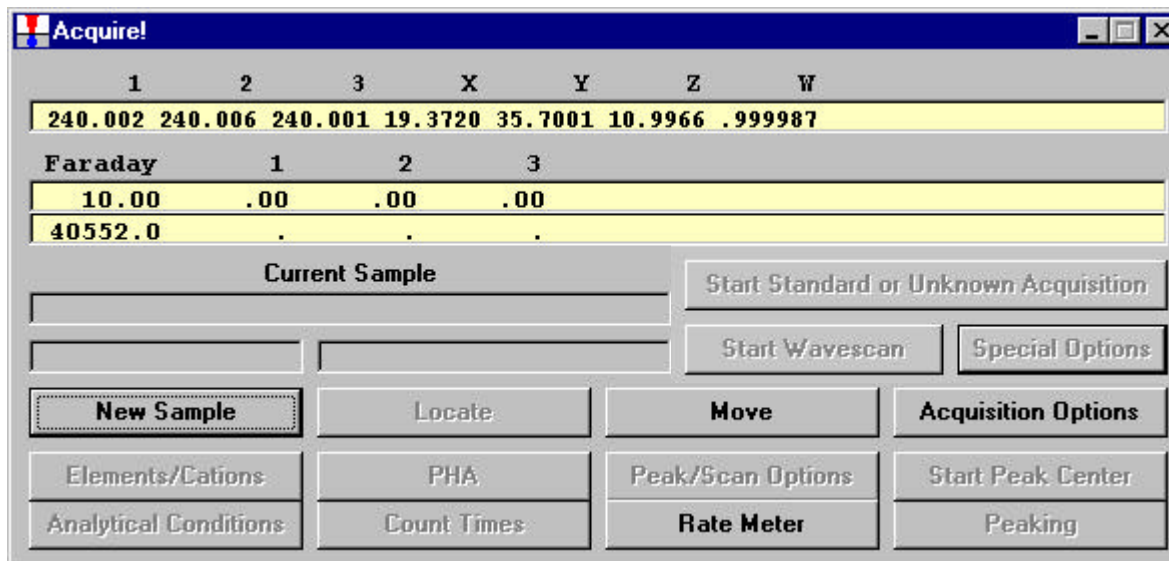 Acquire!
1 2 3 X Y Z W
240.002 240.006 240.001 19.3720 35.7001 10.9966 .999987
Faraday 1 2 3
10.00 .00 .00 .00
40552.0 . . .
Current Sample
Start Standard or Unknown Acquisition
Start Wavescan Special Options
New Sample Locate Move Acquisition Options
Elements/Cations PHA Peak/Scan Options Start Peak Center
Analytical Conditions Count Times Rate Meter Peaking